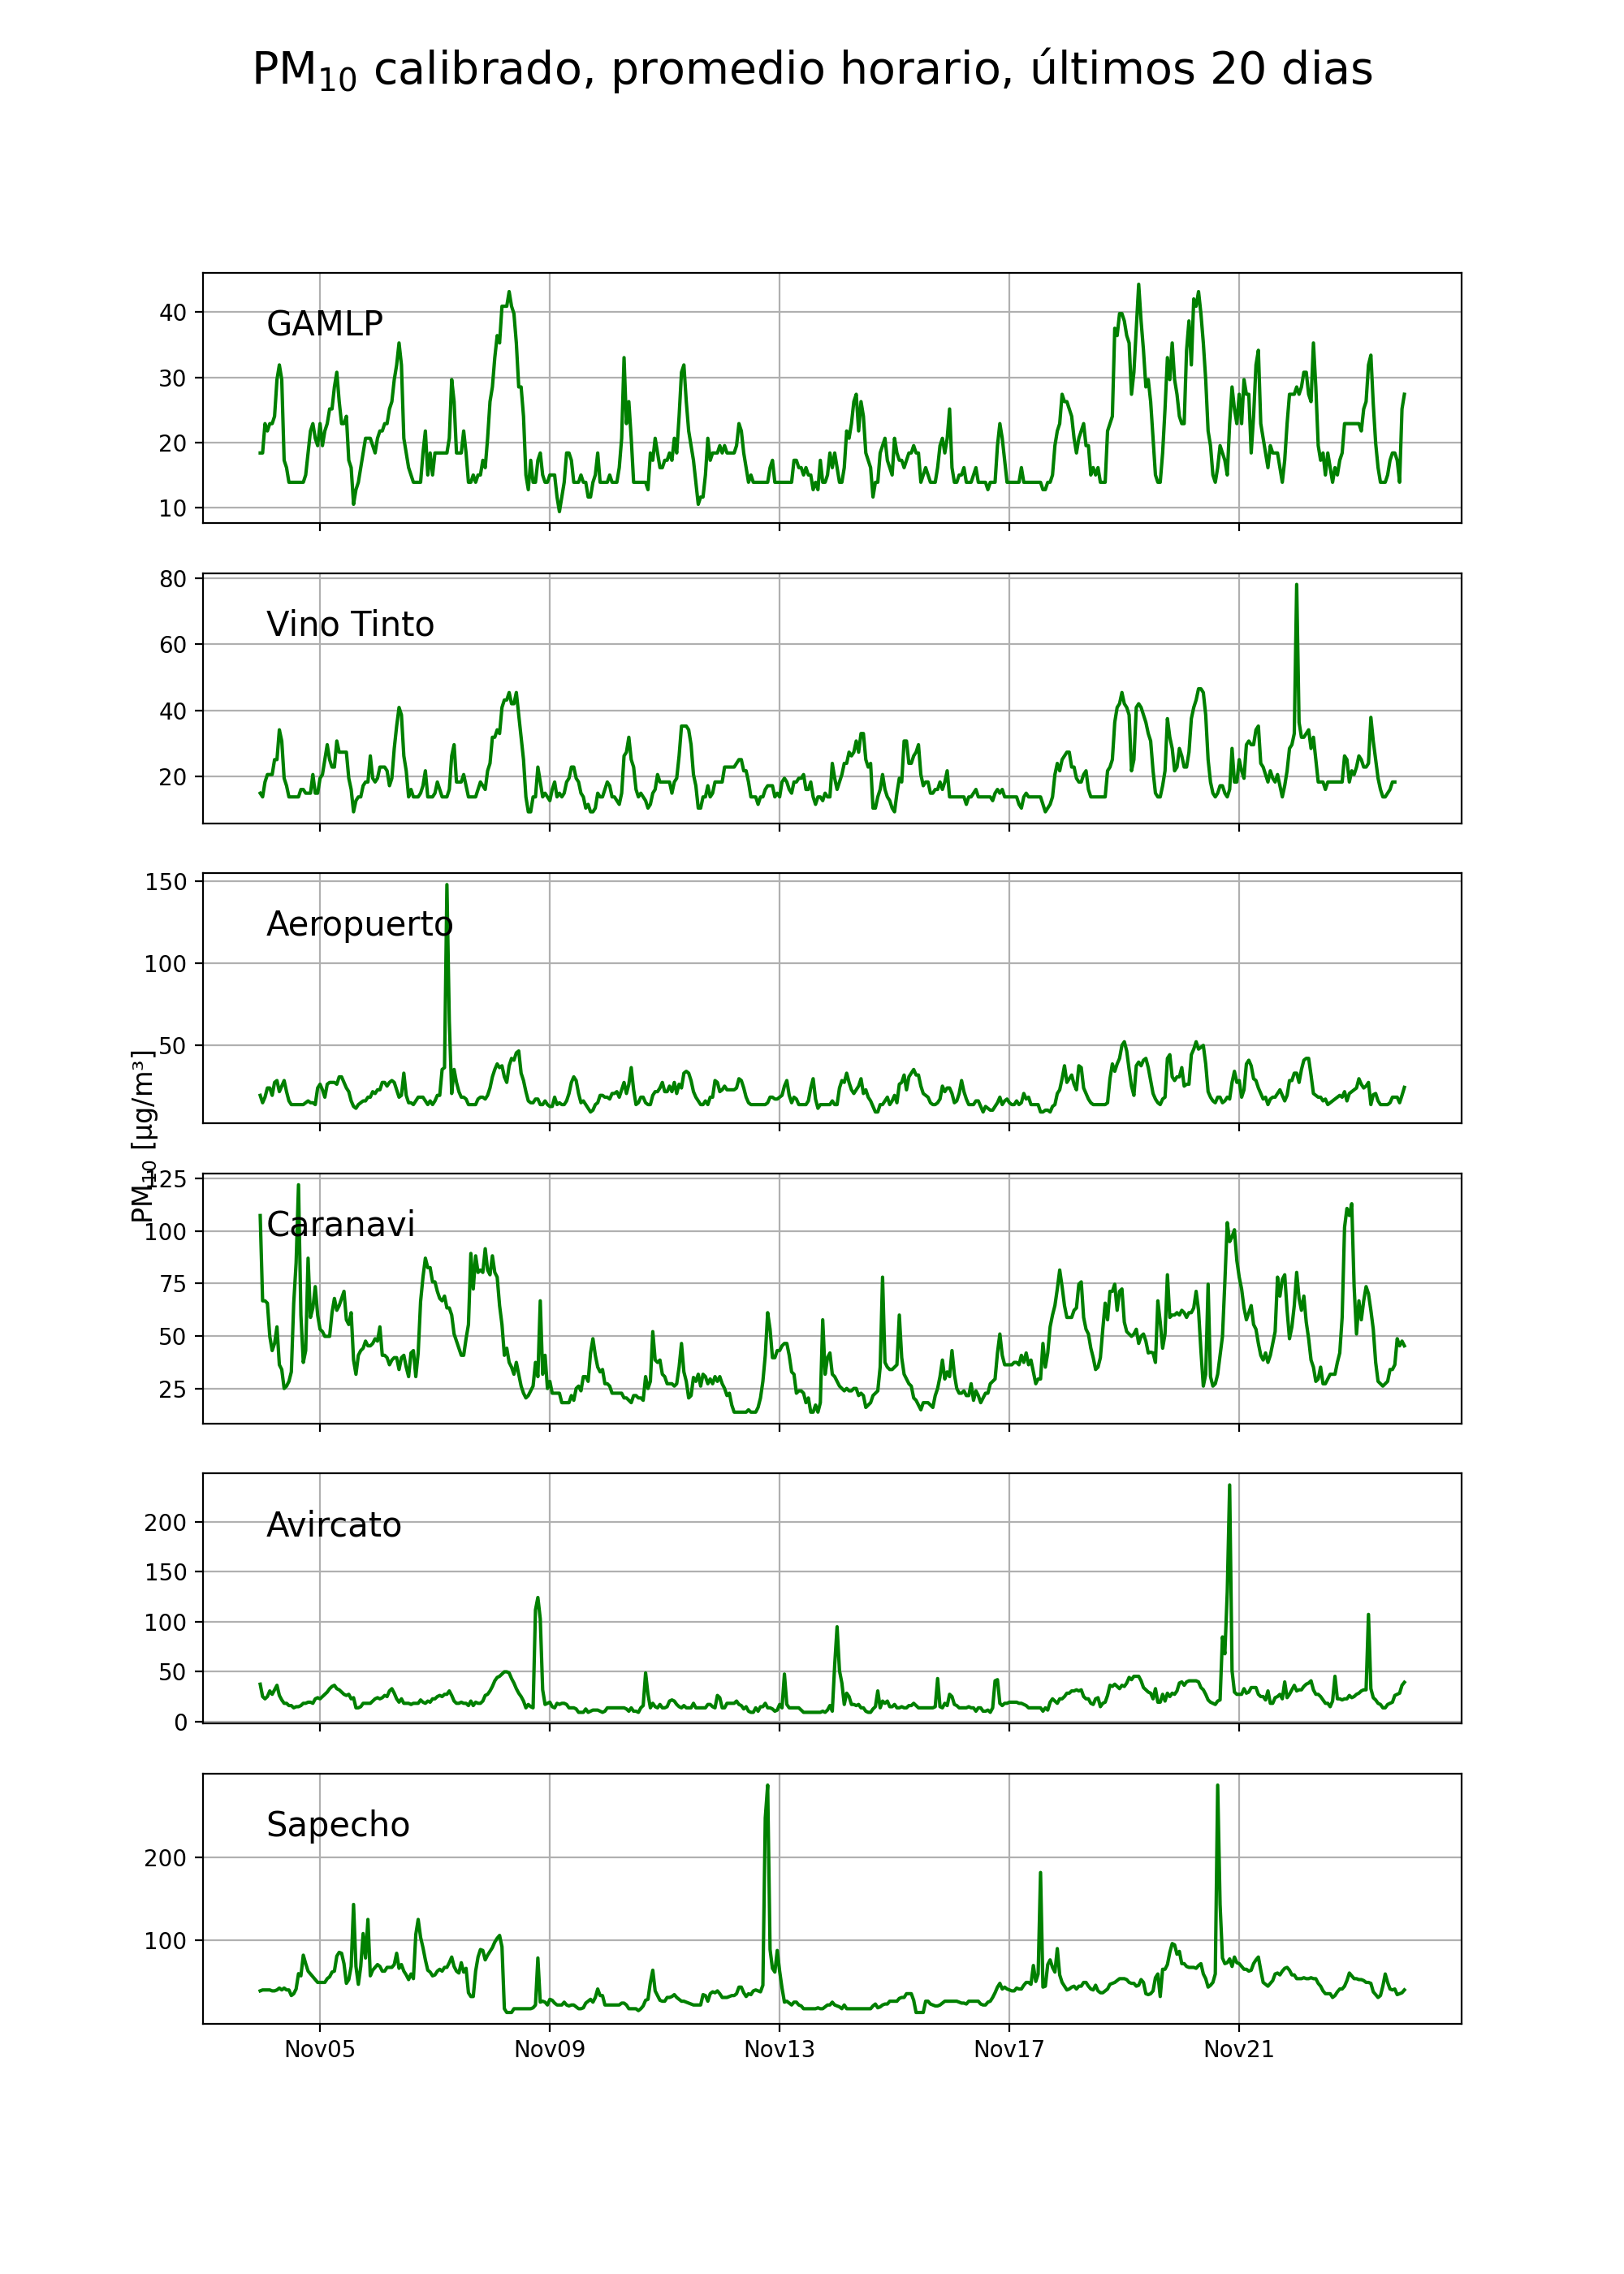 PM₁₀ calibrado, promedio horario, últimos 20 dias
40
30
20
10
GAMLP
80
60
40
20
Vino Tinto
150
100
50
Aeropuerto
PM₁₀ [µg/m³]
125
100
75
50
25
Caranavi
200
150
100
50
0
Avircato
200
100
Sapecho
Nov05 Nov09 Nov13 Nov17 Nov21